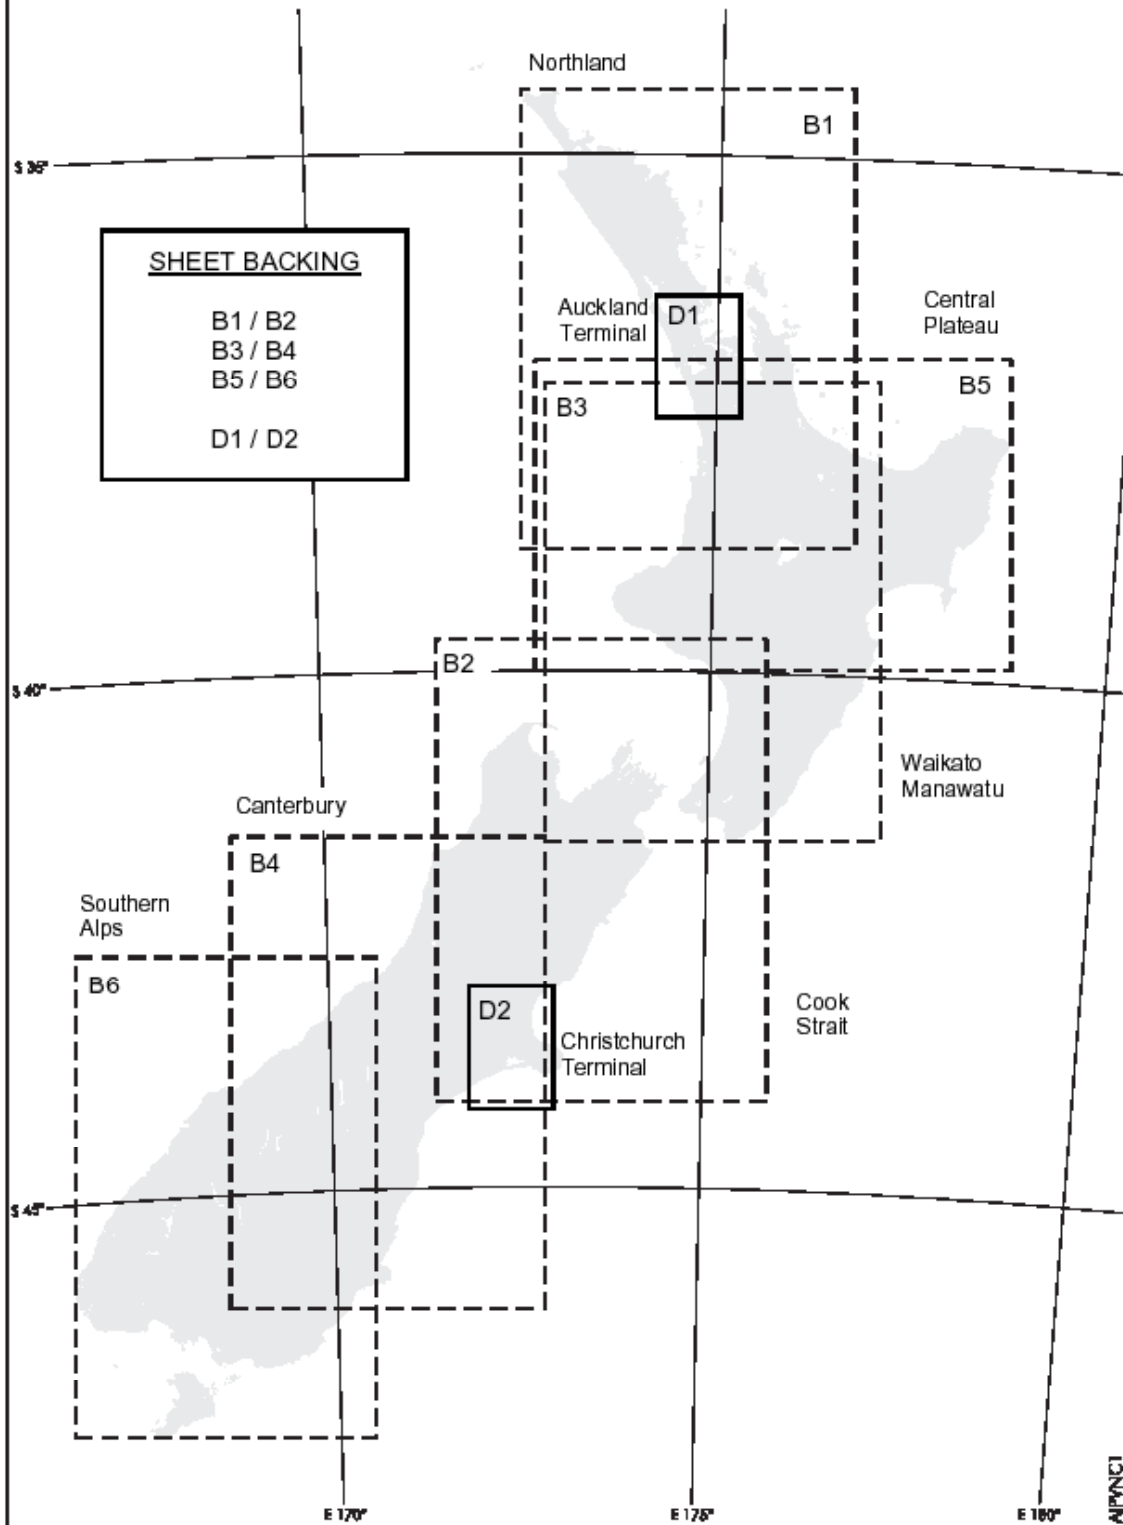 Northland
B1
S 35°
SHEET BACKING
B1 / B2
B3 / B4
B5 / B6
D1 / D2
Auckland
Terminal
D1
Central
Plateau
B3
B5
B2
S 40°
Waikato
Manawatu
Canterbury
B4
Southern
Alps
B6
D2
Cook
Strait
Christchurch
Terminal
S 45°
E 170°
E 175°
E 180°